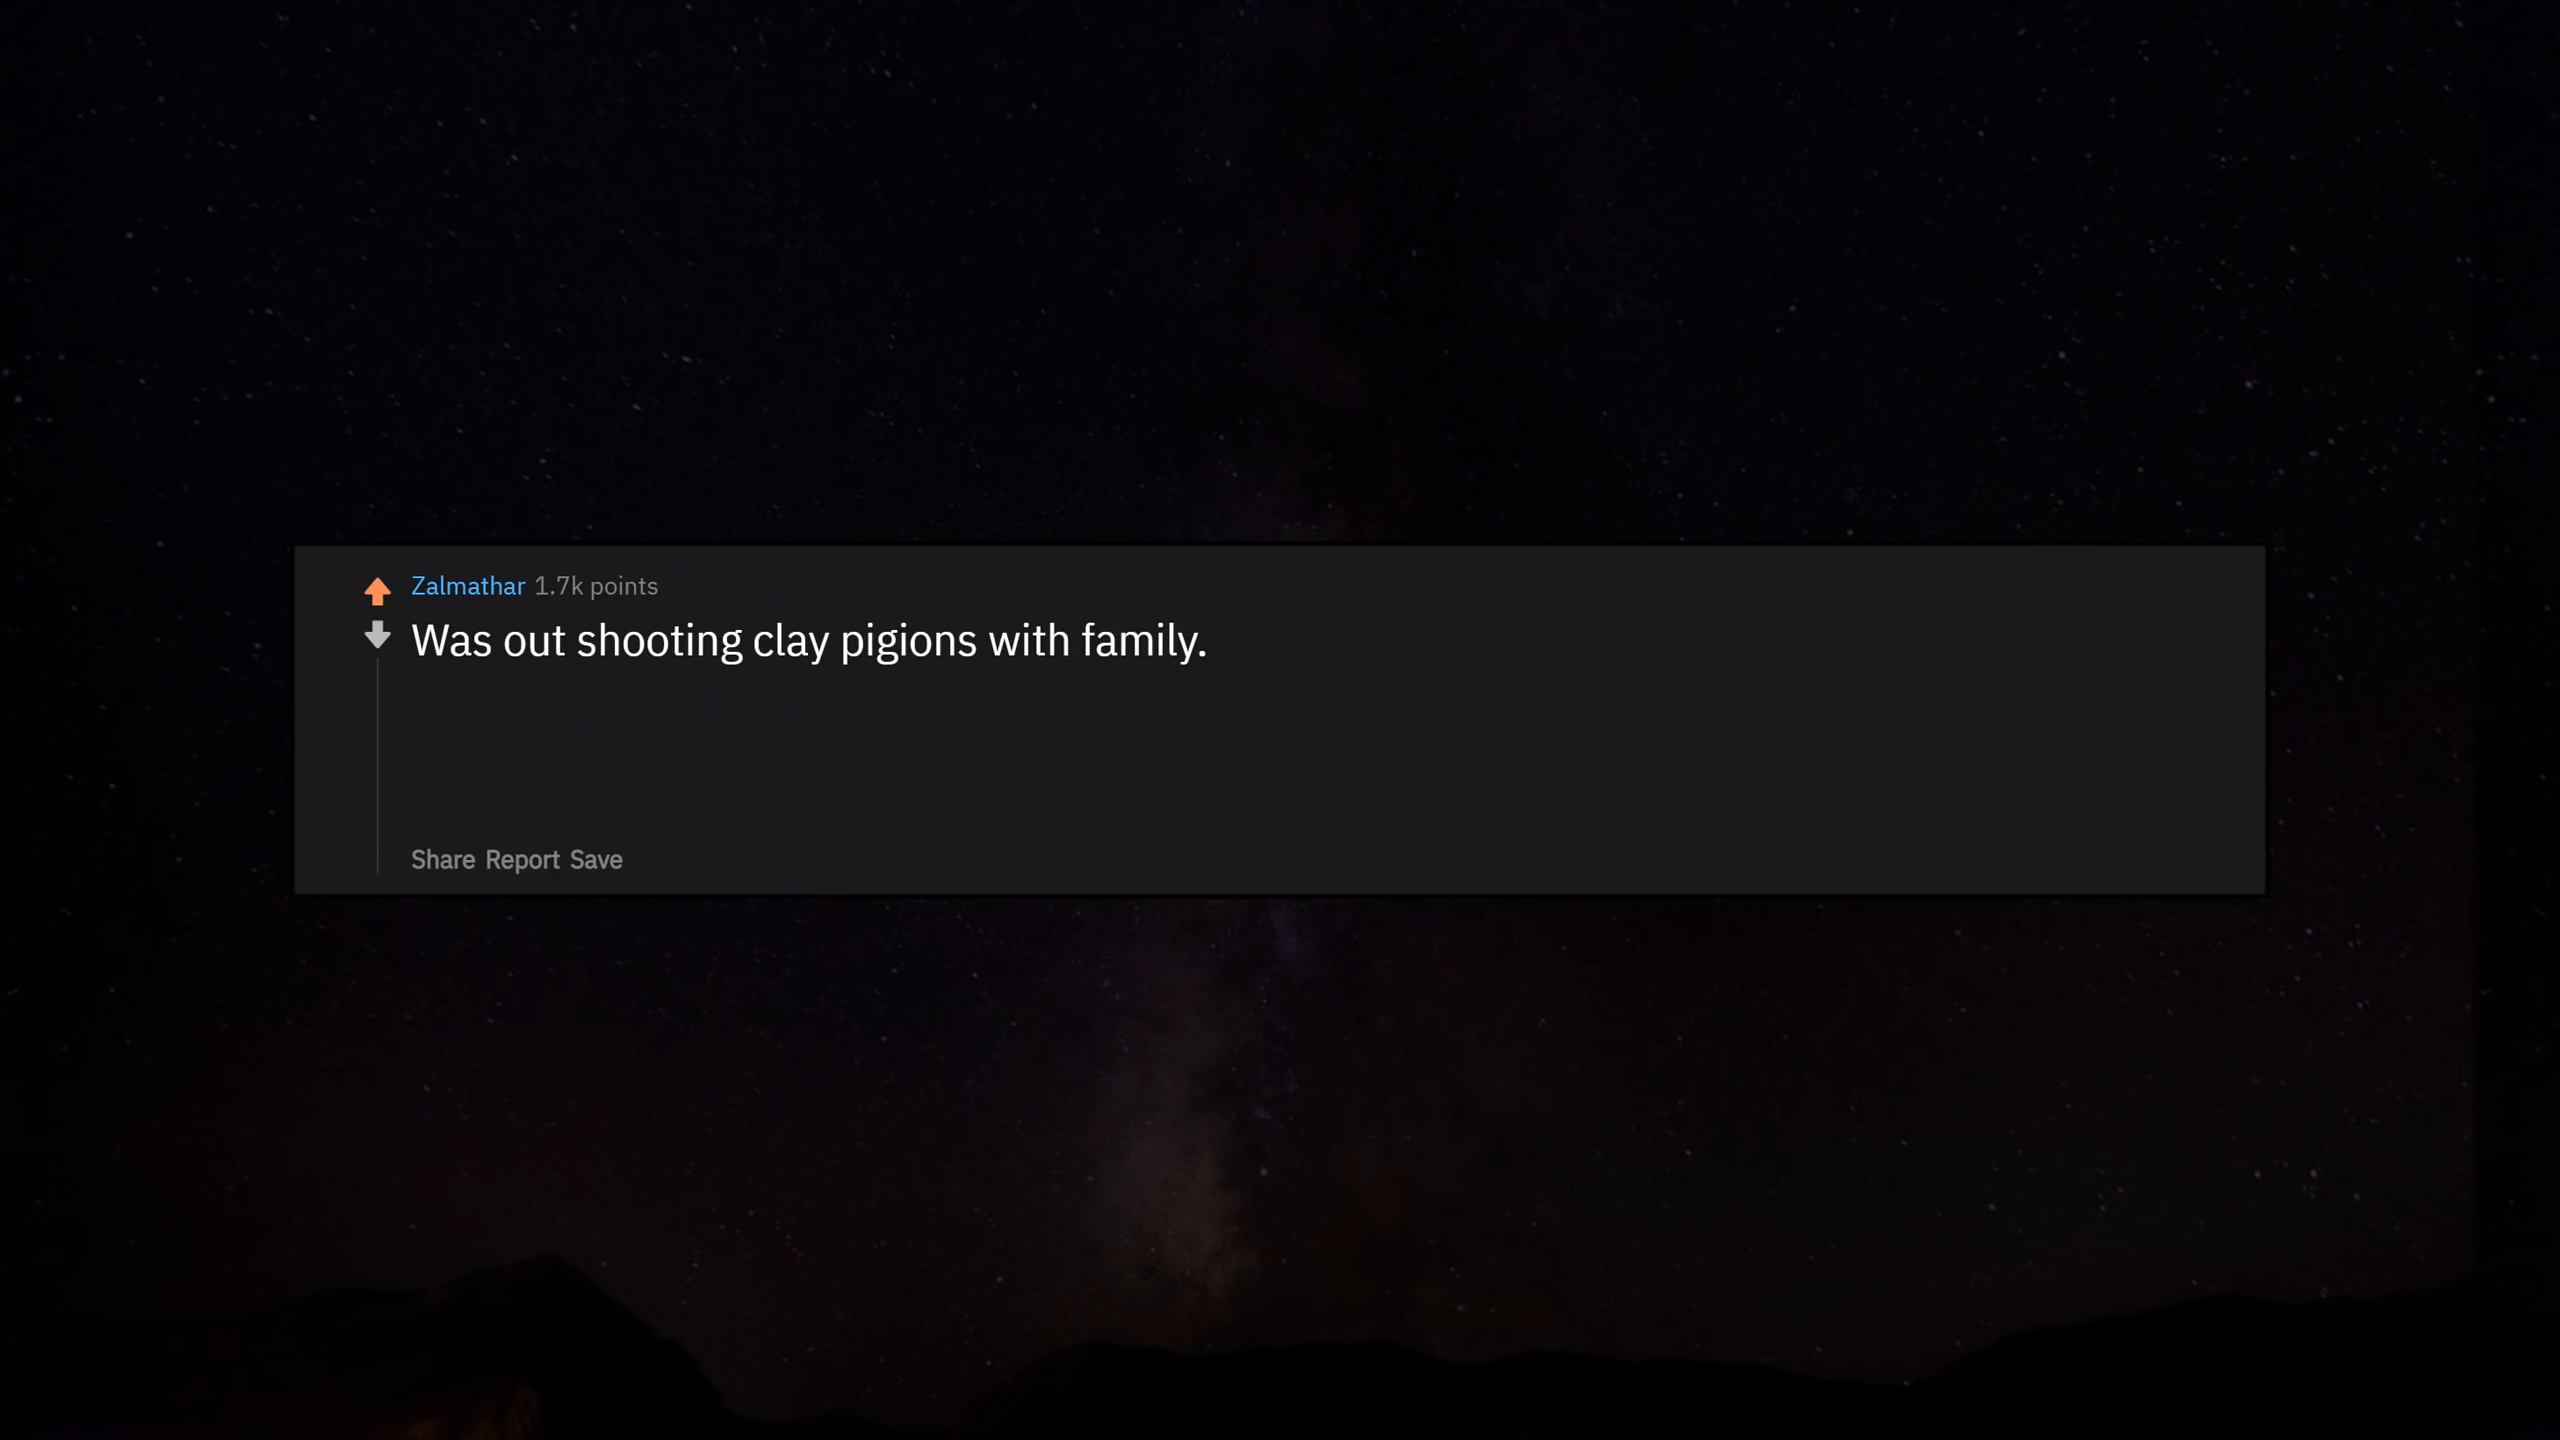 Zalmathar 1.7k points
Was out shooting clay pigions with family.
Share Report Save